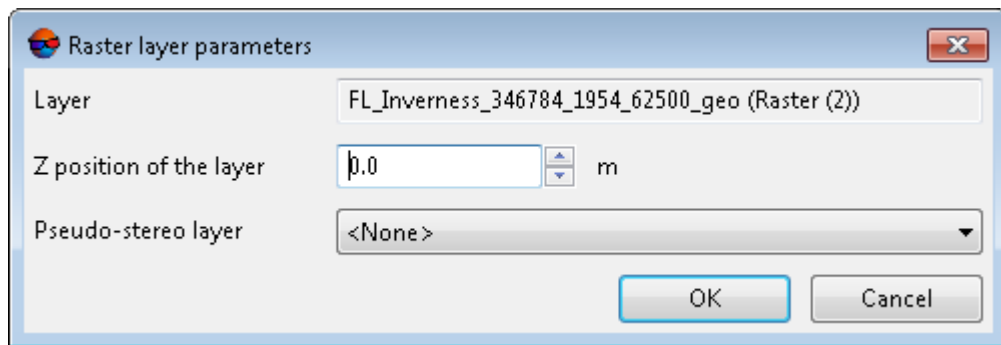 Raster layer parameters
Layer FL_Inverness_346784_1954_62500_geo (Raster (2))
Z position of the layer 0.0 m
Pseudo-stereo layer <None>
OK Cancel